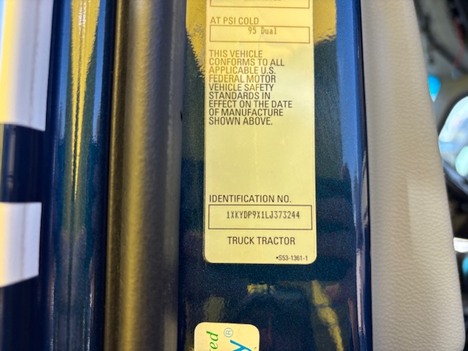 AT PSI COLD
95 Dual
THIS VEHICLE
CONFORMS TO ALL
APPLICABLE U.S.
FEDERAL MOTOR
VEHICLE SAFETY
STANDARDS IN
EFFECT ON THE DATE
OF MANUFACTURE
SHOWN ABOVE.
IDENTIFICATION NO.
1XKYDP9X1LJ373244
TRUCK TRACTOR
*S53-1361-1